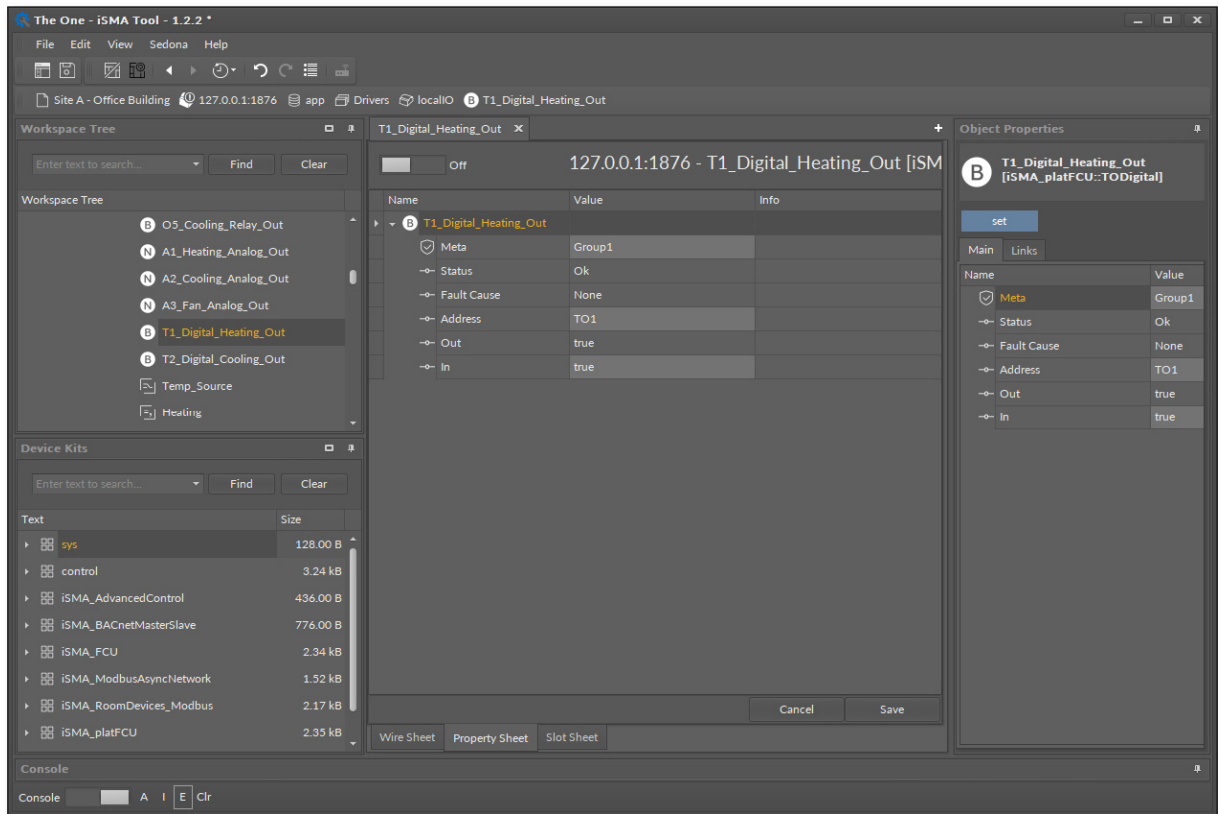 The One - iSMA Tool - 1.2.2 *
File Edit View Sedona Help
Site A - Office Building 127.0.0.1:1876 app Drivers localIO B T1_Digital_Heating_Out
Workspace Tree
Enter text to search... Find Clear
Workspace Tree
B O5_Cooling_Relay_Out
N A1_Heating_Analog_Out
N A2_Cooling_Analog_Out
N A3_Fan_Analog_Out
B T1_Digital_Heating_Out
B T2_Digital_Cooling_Out
Temp_Source
Heating
Device Kits
Enter text to search... Find Clear
Text Size
sys 128.00 B
control 3.24 kB
iSMA_AdvancedControl 436.00 B
iSMA_BACnetMasterSlave 776.00 B
iSMA_FCU 2.34 kB
iSMA_ModbusAsyncNetwork 1.52 kB
iSMA_RoomDevices_Modbus 2.17 kB
iSMA_platFCU 2.35 kB
T1_Digital_Heating_Out
Off 127.0.0.1:1876 - T1_Digital_Heating_Out [iSM
Name Value Info
B T1_Digital_Heating_Out
Meta Group1
Status Ok
Fault Cause None
Address TO1
Out true
In true
Cancel Save
Wire Sheet Property Sheet Slot Sheet
Object Properties
B T1_Digital_Heating_Out
[iSMA_platFCU::TODigital]
set
Main Links
Name Value
Meta Group1
Status Ok
Fault Cause None
Address TO1
Out true
In true
Console
Console A I E Clr